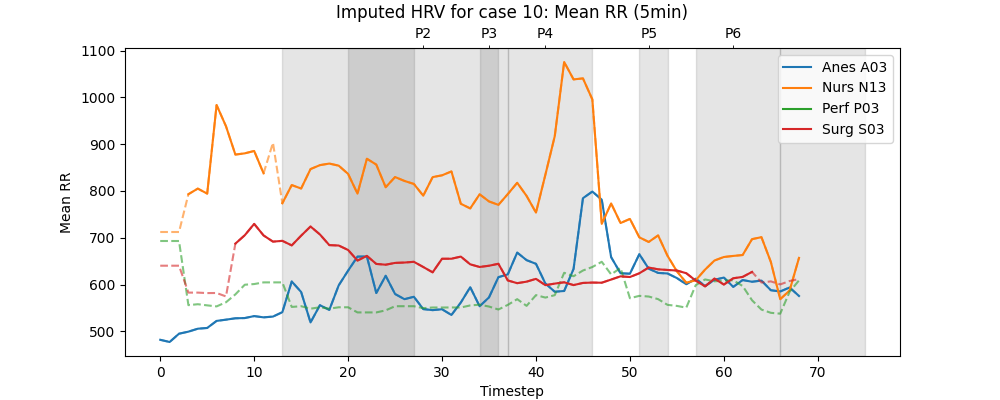 Imputed HRV for case 10: Mean RR (5min)
P2 P3 P4 P5 P6
1100
1000
900
800
700
600
500
Mean RR
Anes A03
Nurs N13
Perf P03
Surg S03
0 10 20 30 40 50 60 70
Timestep